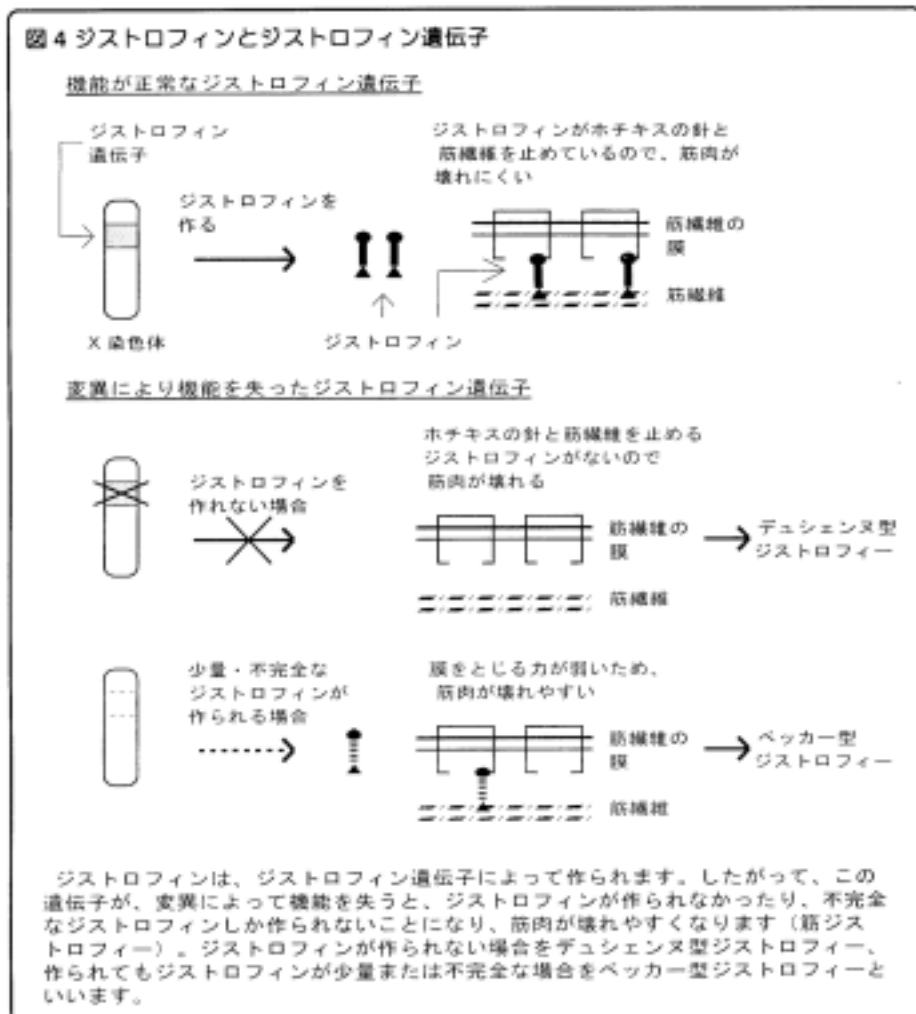 図4 ジストロフィンとジストロフィン遺伝子
機能が正常なジストロフィン遺伝子
ジストロフィン
遺伝子
ジストロフィンを
作る
X 染色体
ジストロフィン
ジストロフィンがホチキスの針と
筋繊維を止めているので、筋肉が
壊れにくい
筋繊維の
膜
筋繊維
変異により機能を失ったジストロフィン遺伝子
ジストロフィンを
作れない場合
ホチキスの針と筋繊維を止める
ジストロフィンがないので
筋肉が壊れる
筋繊維の
膜
筋繊維
デュシェンヌ型
ジストロフィー
少量・不完全な
ジストロフィンが
作られる場合
膜をとじる力が弱いため、
筋肉が壊れやすい
筋繊維の
膜
筋繊維
ベッカー型
ジストロフィー
ジストロフィンは、ジストロフィン遺伝子によって作られます。したがって、この
遺伝子が、変異によって機能を失うと、ジストロフィンが作られなかったり、不完全
なジストロフィンしか作られないことになり、筋肉が壊れやすくなります（筋ジス
トロフィー）。ジストロフィンが作られない場合をデュシェンヌ型ジストロフィー、
作られてもジストロフィンが少量または不完全な場合をベッカー型ジストロフィーと
いいます。